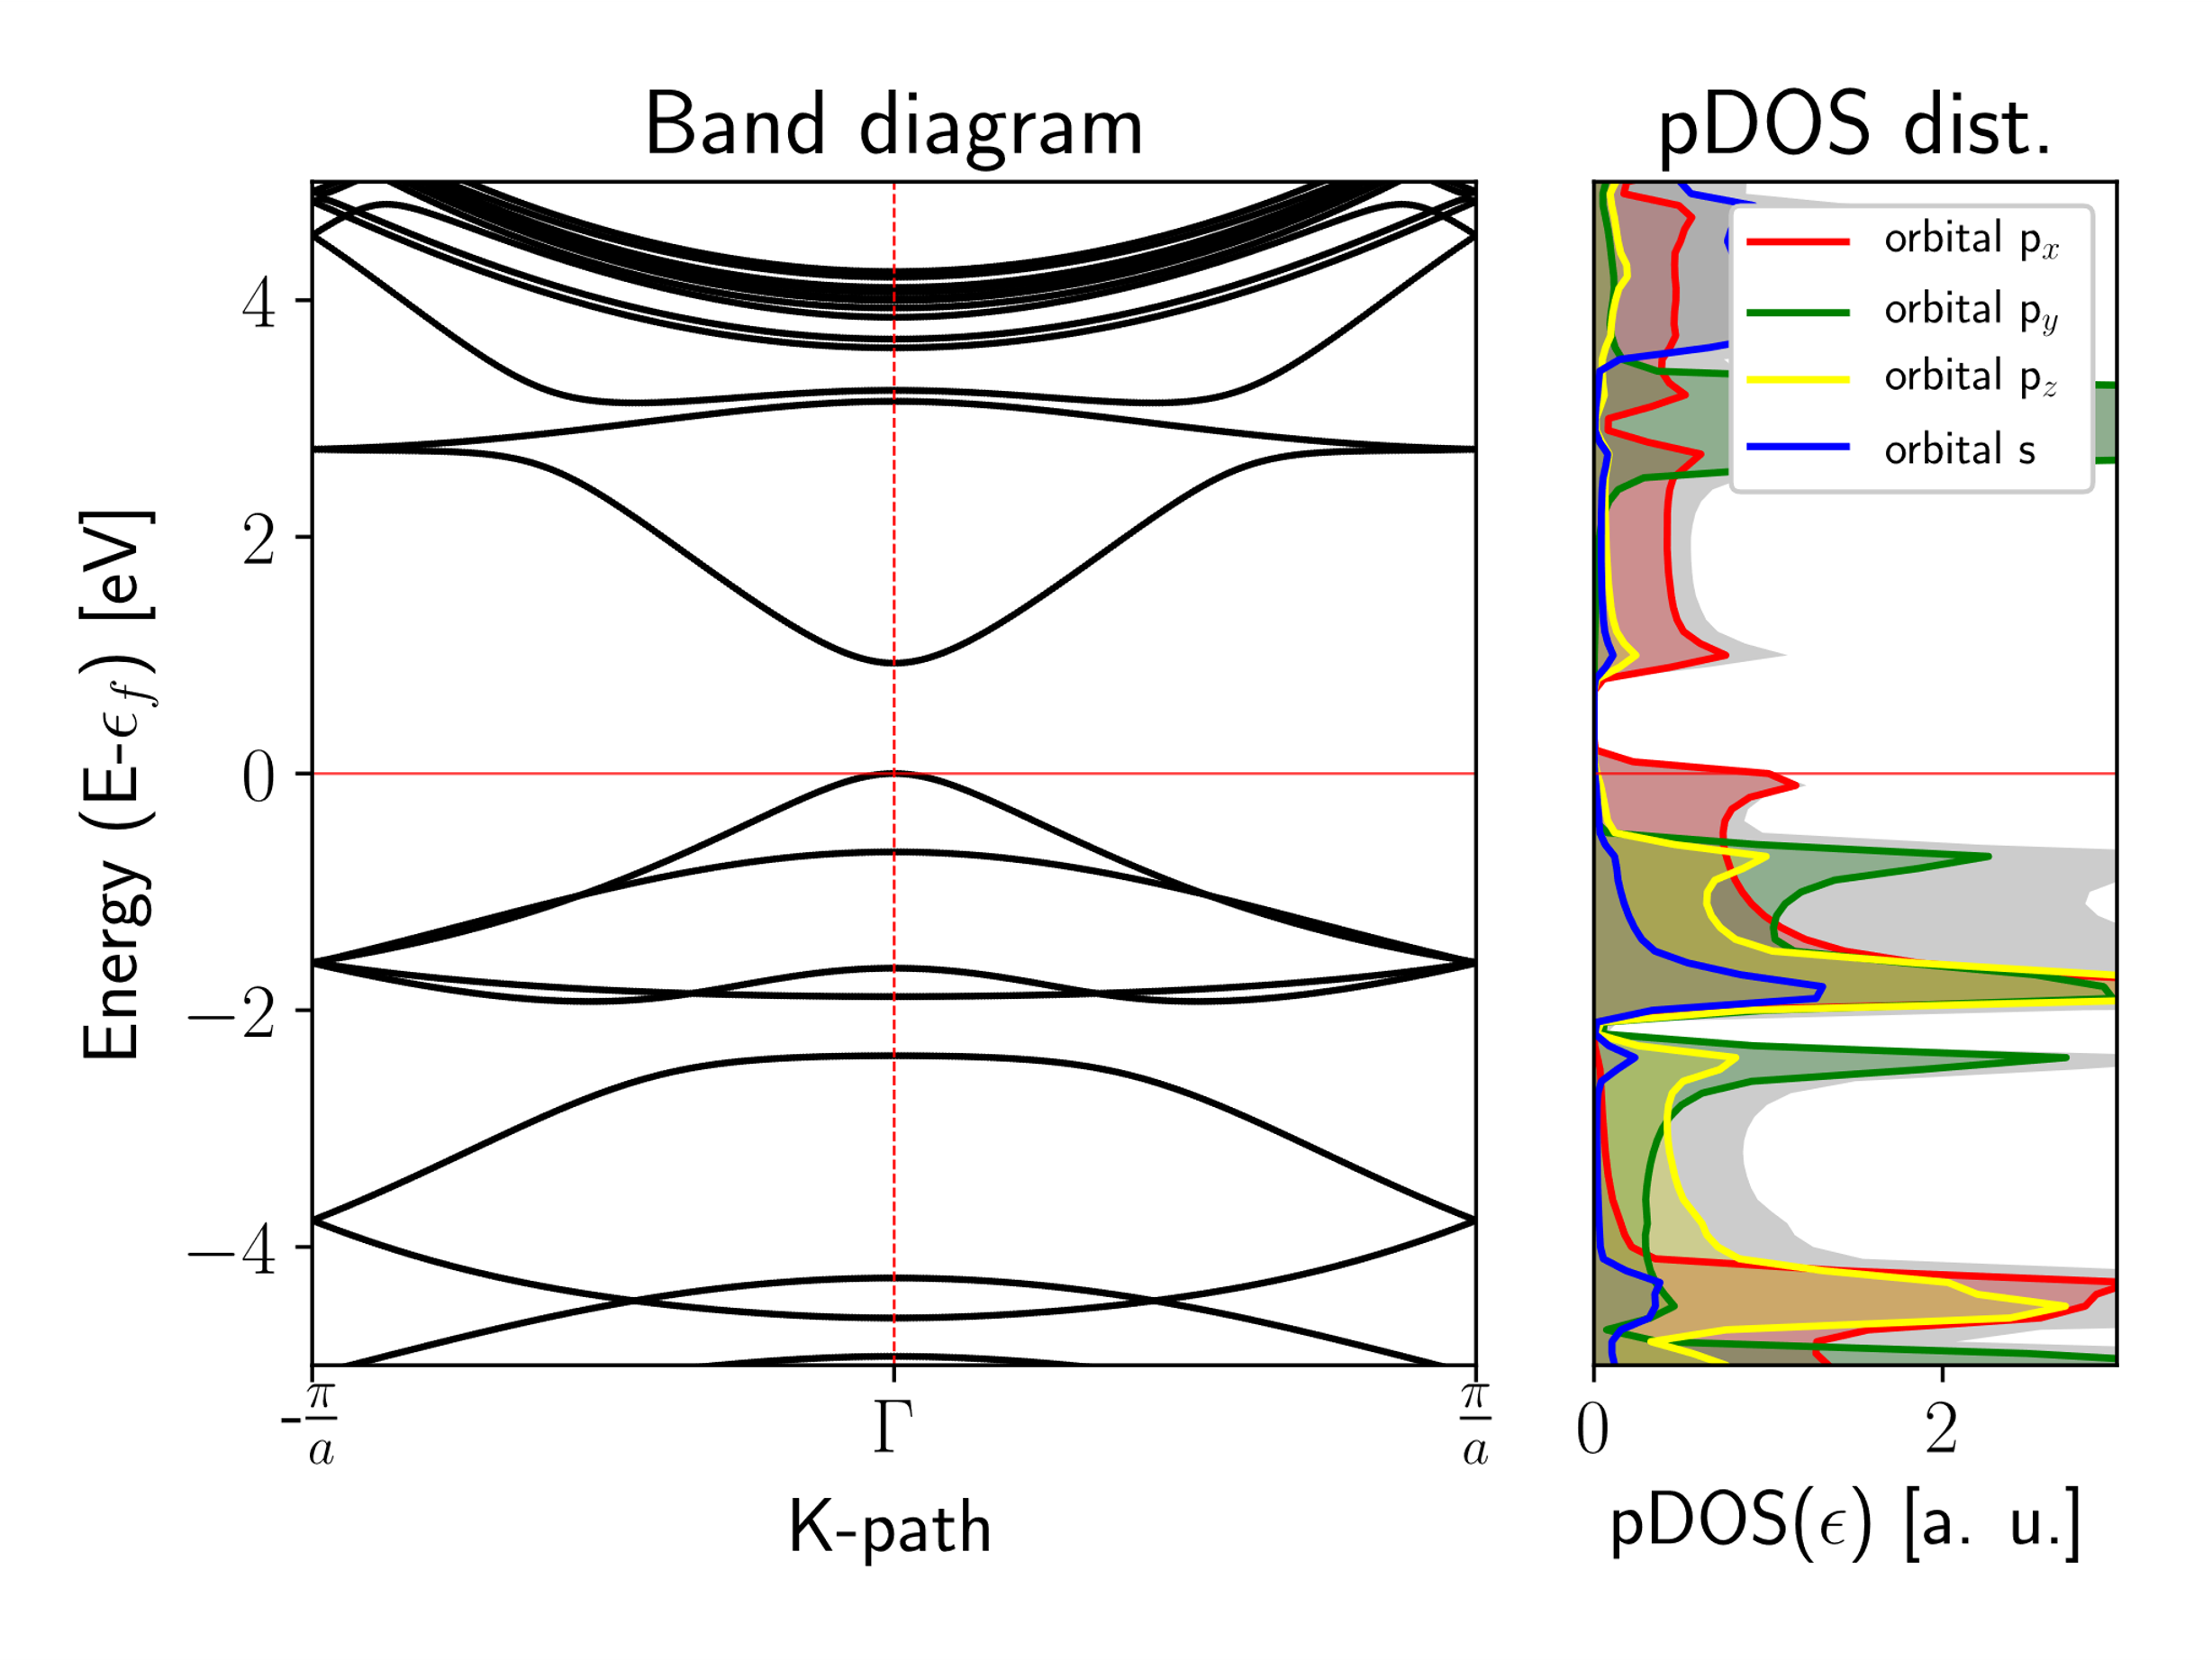 Band diagram
pDOS dist.
Energy (E-ϵ_f) [eV]
4
2
0
−2
−4
-π/a
Γ
π/a
K-path
orbital p_x
orbital p_y
orbital p_z
orbital s
0
2
pDOS(ϵ) [a. u.]